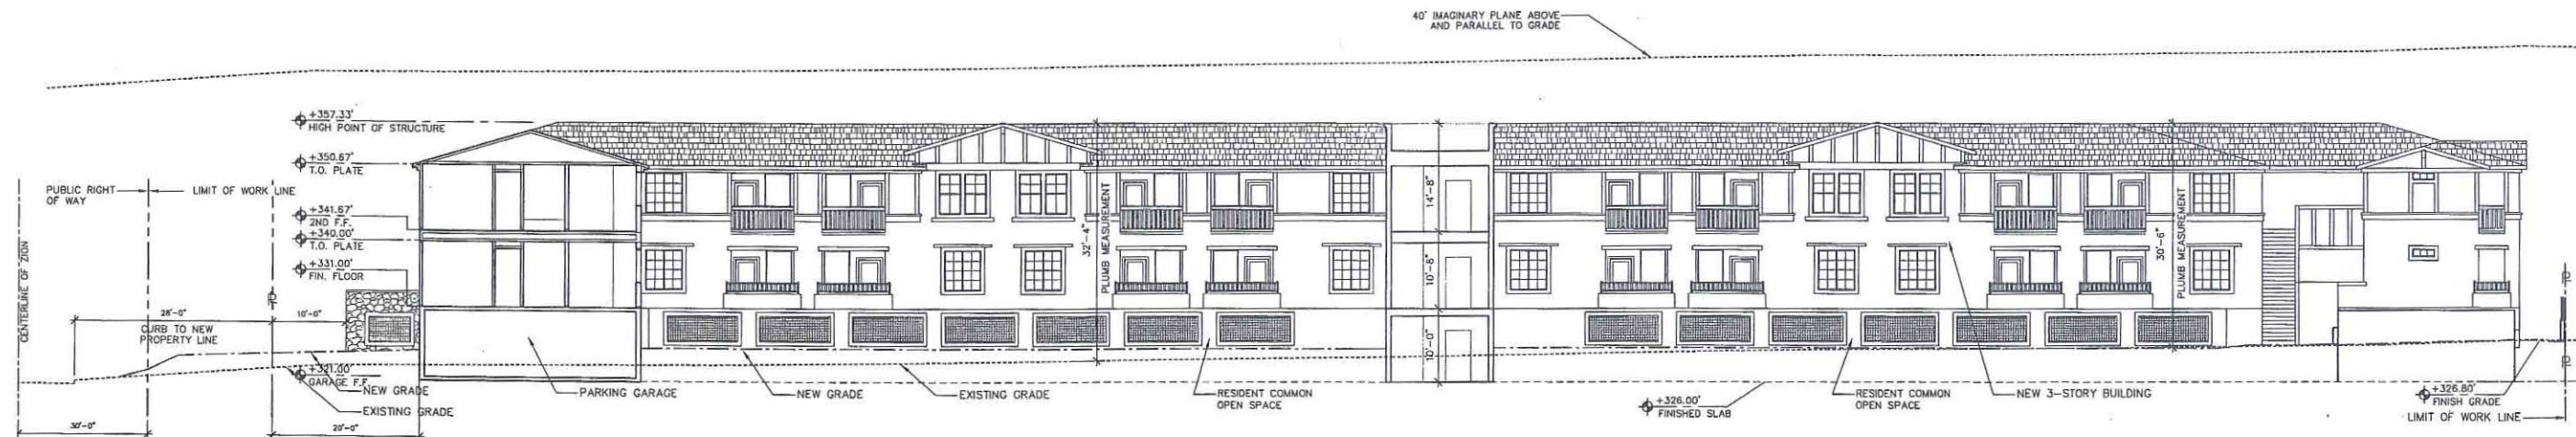 40' IMAGINARY PLANE ABOVE
AND PARALLEL TO GRADE
+357.33'
HIGH POINT OF STRUCTURE
+350.67'
T.O. PLATE
PUBLIC RIGHT
OF WAY
LIMIT OF WORK LINE
+341.67'
2ND F.F.
+340.00'
T.O. PLATE
+331.00'
FIN. FLOOR
CENTERLINE OF ZION
28'-0"
CURB TO NEW
PROPERTY LINE
10'-0"
+321.00'
GARAGE F.F.
NEW GRADE
EXISTING GRADE
30'-0"
20'-0"
PARKING GARAGE
NEW GRADE
EXISTING GRADE
32'-4"
PLUMB MEASUREMENT
RESIDENT COMMON
OPEN SPACE
14'-8"
10'-8"
10'-0"
+326.00'
FINISHED SLAB
RESIDENT COMMON
OPEN SPACE
NEW 3-STORY BUILDING
30'-6"
PLUMB MEASUREMENT
+326.80'
FINISH GRADE
LIMIT OF WORK LINE